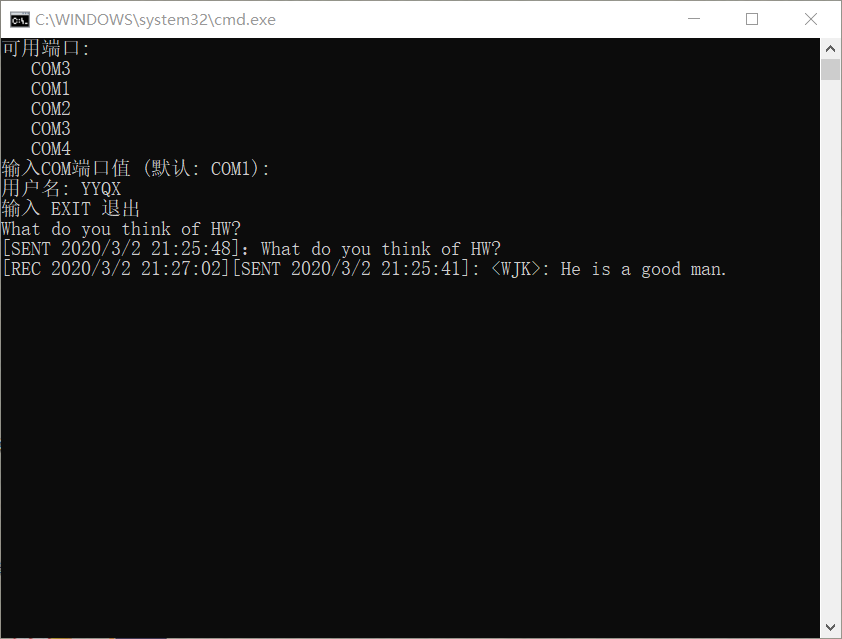 C:\WINDOWS\system32\cmd.exe
可用端口:
COM3
COM1
COM2
COM3
COM4
输入COM端口值 (默认: COM1):
用户名: YYQX
输入 EXIT 退出
What do you think of HW?
[SENT 2020/3/2 21:25:48]: What do you think of HW?
[REC 2020/3/2 21:27:02][SENT 2020/3/2 21:25:41]: <WJK>: He is a good man.